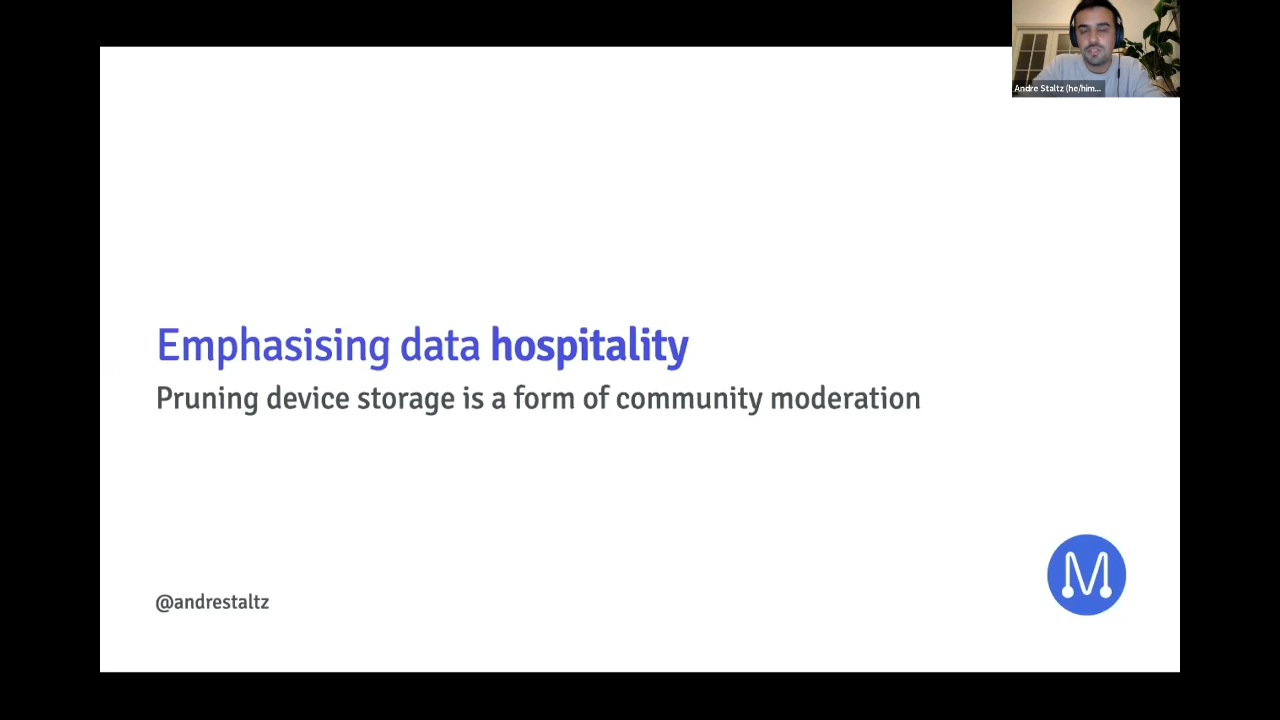 Andre Staltz (he/him...
Emphasising data hospitality
Pruning device storage is a form of community moderation
@andrestaltz
M